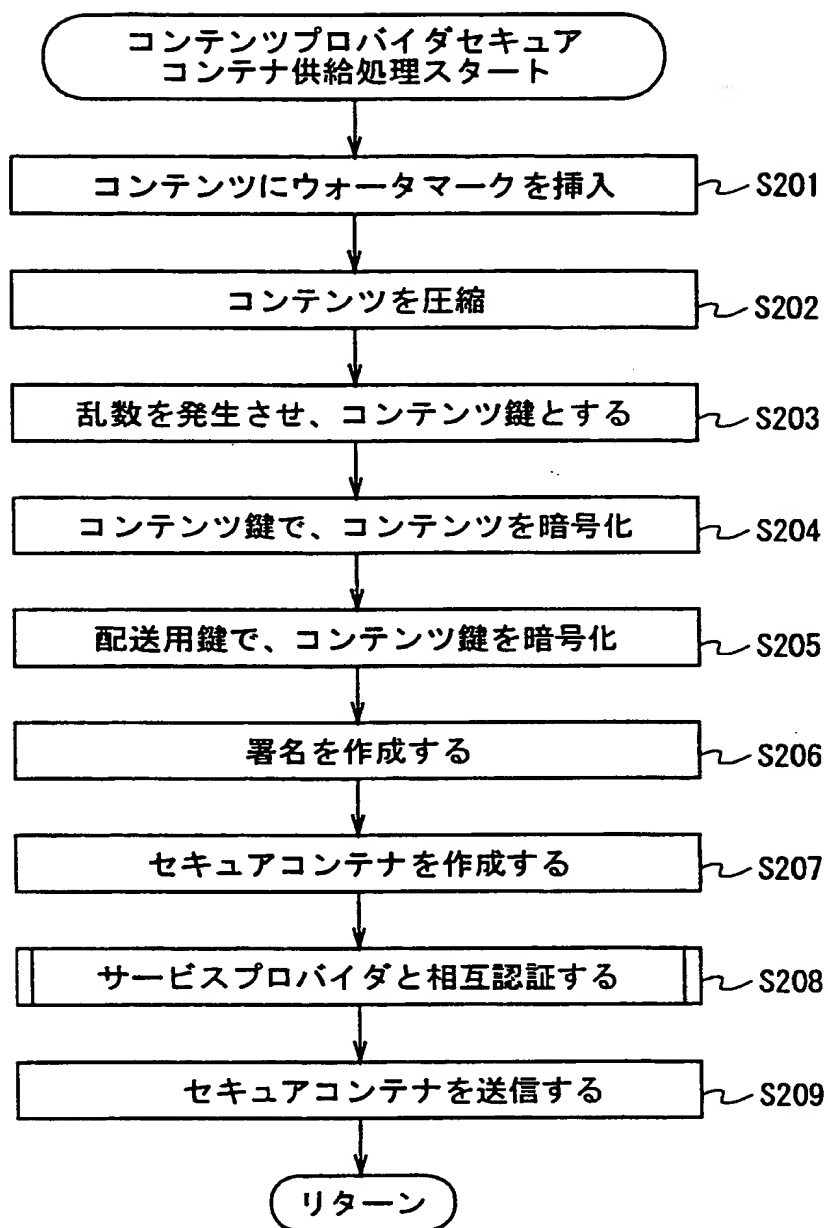 コンテンツプロバイダセキュア
コンテナ供給処理スタート
コンテンツにウォータマークを挿入
S201
コンテンツを圧縮
S202
乱数を発生させ、コンテンツ鍵とする
S203
コンテンツ鍵で、コンテンツを暗号化
S204
配送用鍵で、コンテンツ鍵を暗号化
S205
署名を作成する
S206
セキュアコンテナを作成する
S207
サービスプロバイダと相互認証する
S208
セキュアコンテナを送信する
S209
リターン